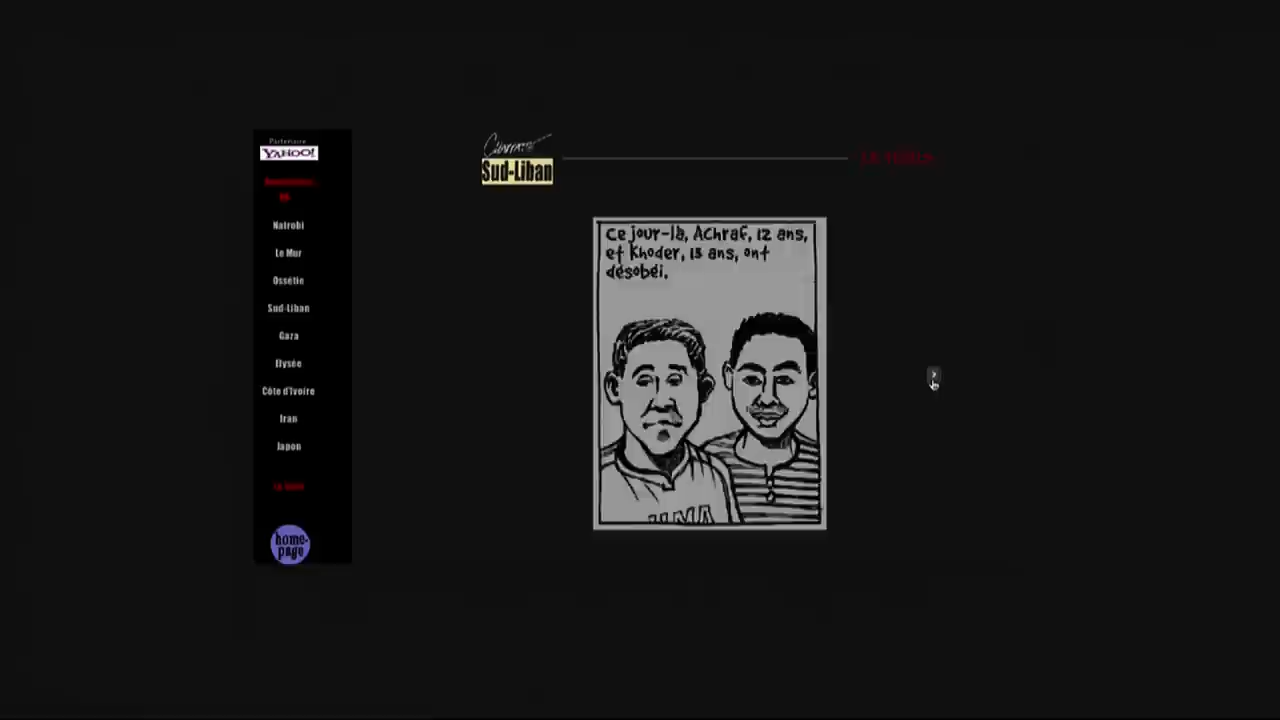 Partenaire
YAHOO!
Nairobi
Le Mur
Ossétie
Sud-Liban
Gaza
Elysée
Côte d'Ivoire
Iran
Japon
home-
page
Sud-Liban
Ce jour-là, Achraf, 12 ans,
et Khoder, 13 ans, ont
désobéi.
UMA